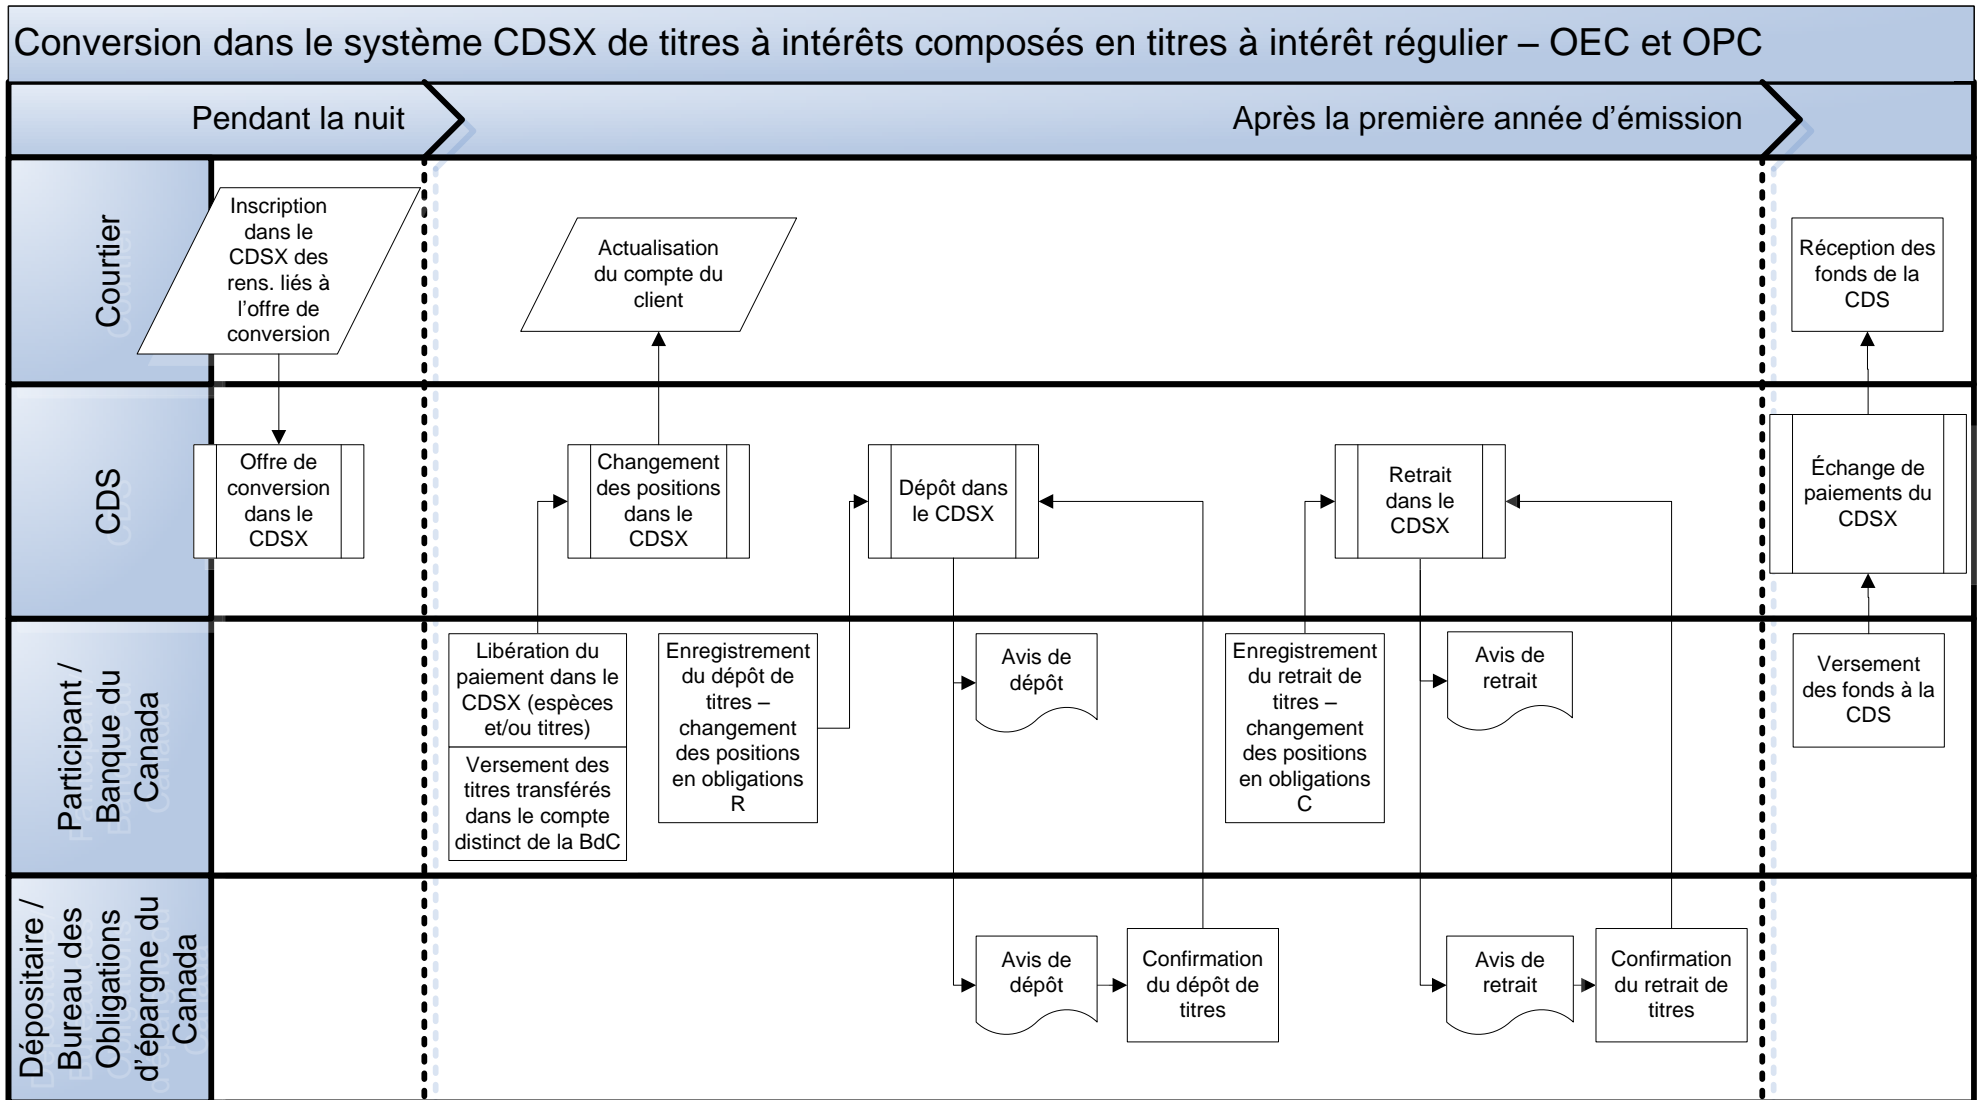 Conversion dans le système CDSX de titres à intérêts composés en titres à intérêt régulier – OEC et OPC
Pendant la nuit
Après la première année d'émission
Courtier
Inscription
dans le
CDSX des
rens. liés à
l'offre de
conversion
Actualisation
du compte du
client
Réception des
fonds de la
CDS
CDS
Offre de
conversion
dans le
CDSX
Changement
des positions
dans le
CDSX
Dépôt dans
le CDSX
Retrait
dans le
CDSX
Échange de
paiements du
CDSX
Participant /
Banque du
Canada
Libération du
paiement dans le
CDSX (espèces
et/ou titres)
Versement des
titres transférés
dans le compte
distinct de la BdC
Enregistrement
du dépôt de
titres –
changement
des positions
en obligations
R
Avis de
dépôt
Enregistrement
du retrait de
titres –
changement
des positions
en obligations
C
Avis de
retrait
Versement
des fonds à la
CDS
Dépositaire /
Bureau des
Obligations
d'épargne du
Canada
Avis de
dépôt
Confirmation
du dépôt de
titres
Avis de
retrait
Confirmation
du retrait de
titres